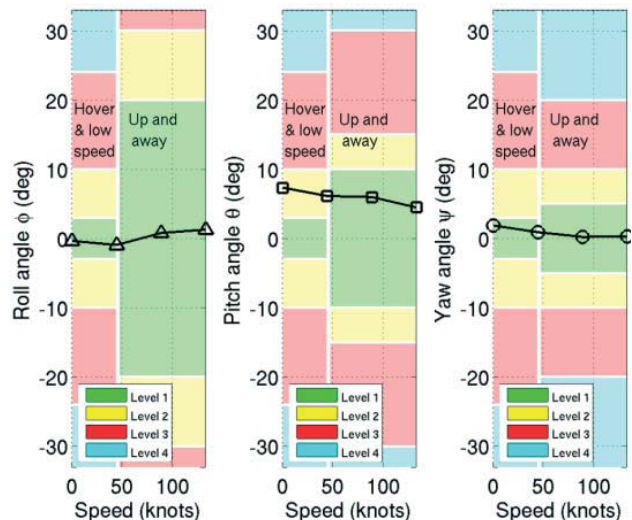 Roll angle ϕ (deg)
30
20
10
0
-10
-20
-30
Hover
& low
speed
Up and
away
Level 1
Level 2
Level 3
Level 4
0
50
100
Speed (knots)
Pitch angle θ (deg)
30
20
10
0
-10
-20
-30
Hover
& low
speed
Up and
away
Level 1
Level 2
Level 3
Level 4
0
50
100
Speed (knots)
Yaw angle ψ (deg)
30
20
10
0
-10
-20
-30
Hover
& low
speed
Up and
away
Level 1
Level 2
Level 3
Level 4
0
50
100
Speed (knots)